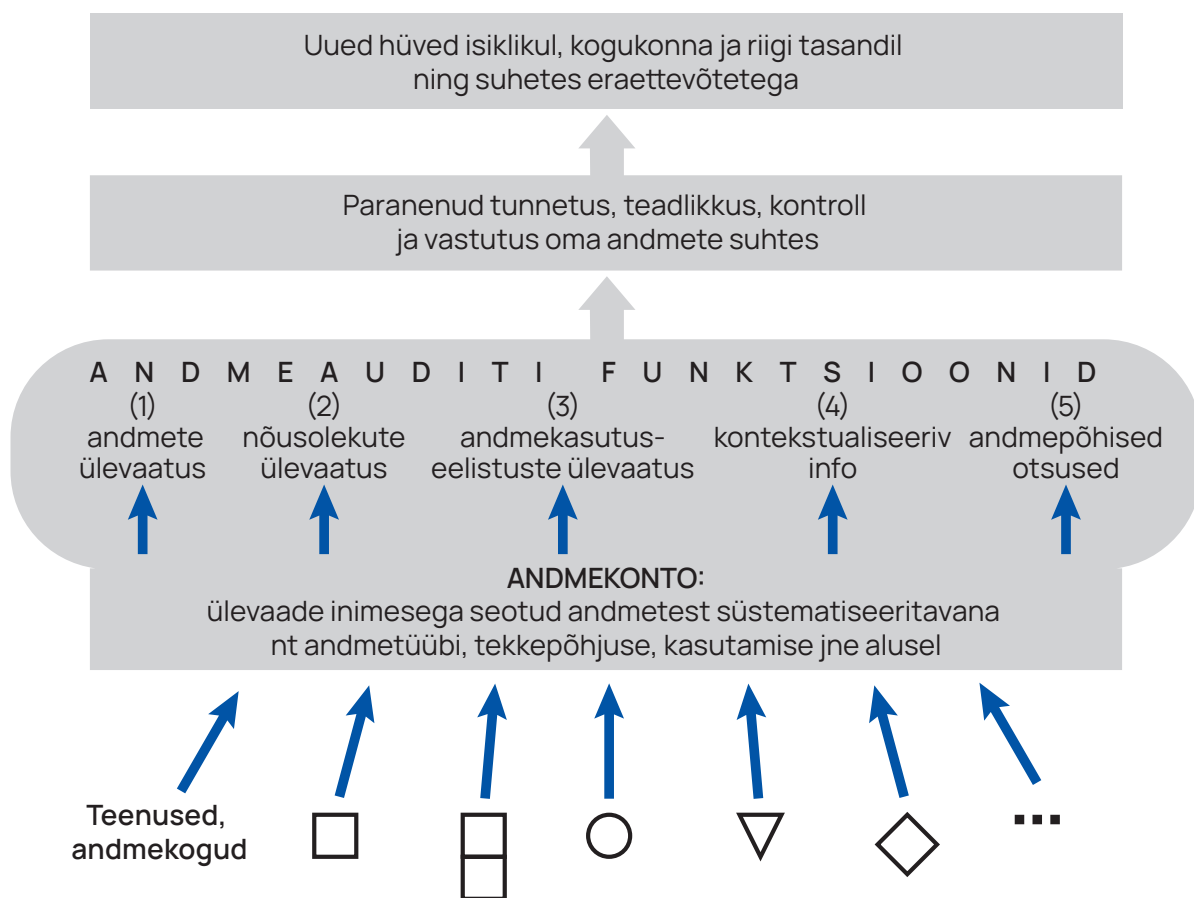 Uued hüved isiklikul, kogukonna ja riigi tasandil
ning suhetes eraettevõtetega
Paranenud tunnetus, teadlikkus, kontroll
ja vastutus oma andmete suhtes
ANDMEAUDITI FUNKTSIOONID
(1)
andmete
ülevaatus
(2)
nõusolekute
ülevaatus
(3)
andmekasutus-
eelistuste ülevaatus
(4)
kontekstualiseeriv
info
(5)
andmepõhised
otsused
ANDMEKONTO:
ülevaade inimesega seotud andmetest süstematiseeritavana
nt andmetüübi, tekkepõhjuse, kasutamise jne alusel
Teenused,
andmekogud
...